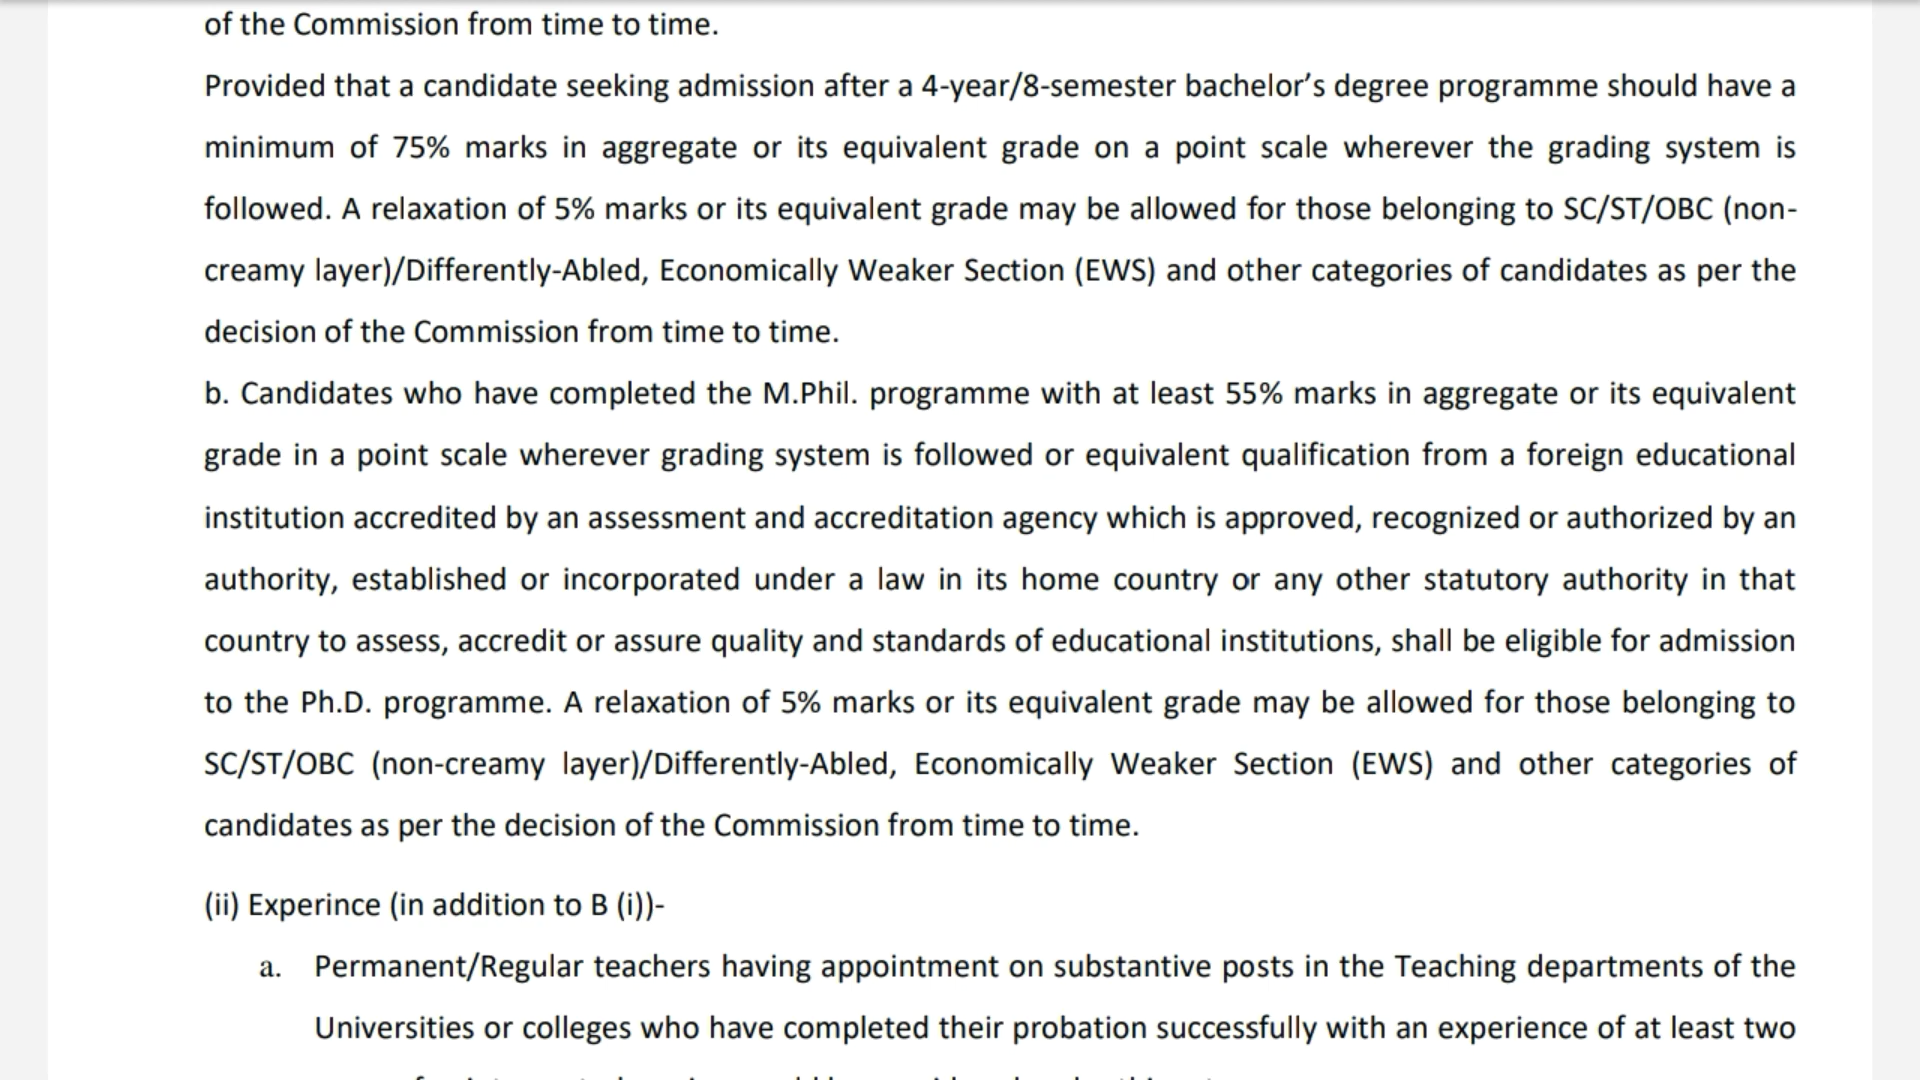 of the Commission from time to time.
Provided that a candidate seeking admission after a 4-year/8-semester bachelor’s degree programme should have a
minimum of 75% marks in aggregate or its equivalent grade on a point scale wherever the grading system is
followed. A relaxation of 5% marks or its equivalent grade may be allowed for those belonging to SC/ST/OBC (non-
creamy layer)/Differently-Abled, Economically Weaker Section (EWS) and other categories of candidates as per the
decision of the Commission from time to time.
b. Candidates who have completed the M.Phil. programme with at least 55% marks in aggregate or its equivalent
grade in a point scale wherever grading system is followed or equivalent qualification from a foreign educational
institution accredited by an assessment and accreditation agency which is approved, recognized or authorized by an
authority, established or incorporated under a law in its home country or any other statutory authority in that
country to assess, accredit or assure quality and standards of educational institutions, shall be eligible for admission
to the Ph.D. programme. A relaxation of 5% marks or its equivalent grade may be allowed for those belonging to
SC/ST/OBC (non-creamy layer)/Differently-Abled, Economically Weaker Section (EWS) and other categories of
candidates as per the decision of the Commission from time to time.
(ii) Experince (in addition to B (i))-
a. Permanent/Regular teachers having appointment on substantive posts in the Teaching departments of the
Universities or colleges who have completed their probation successfully with an experience of at least two